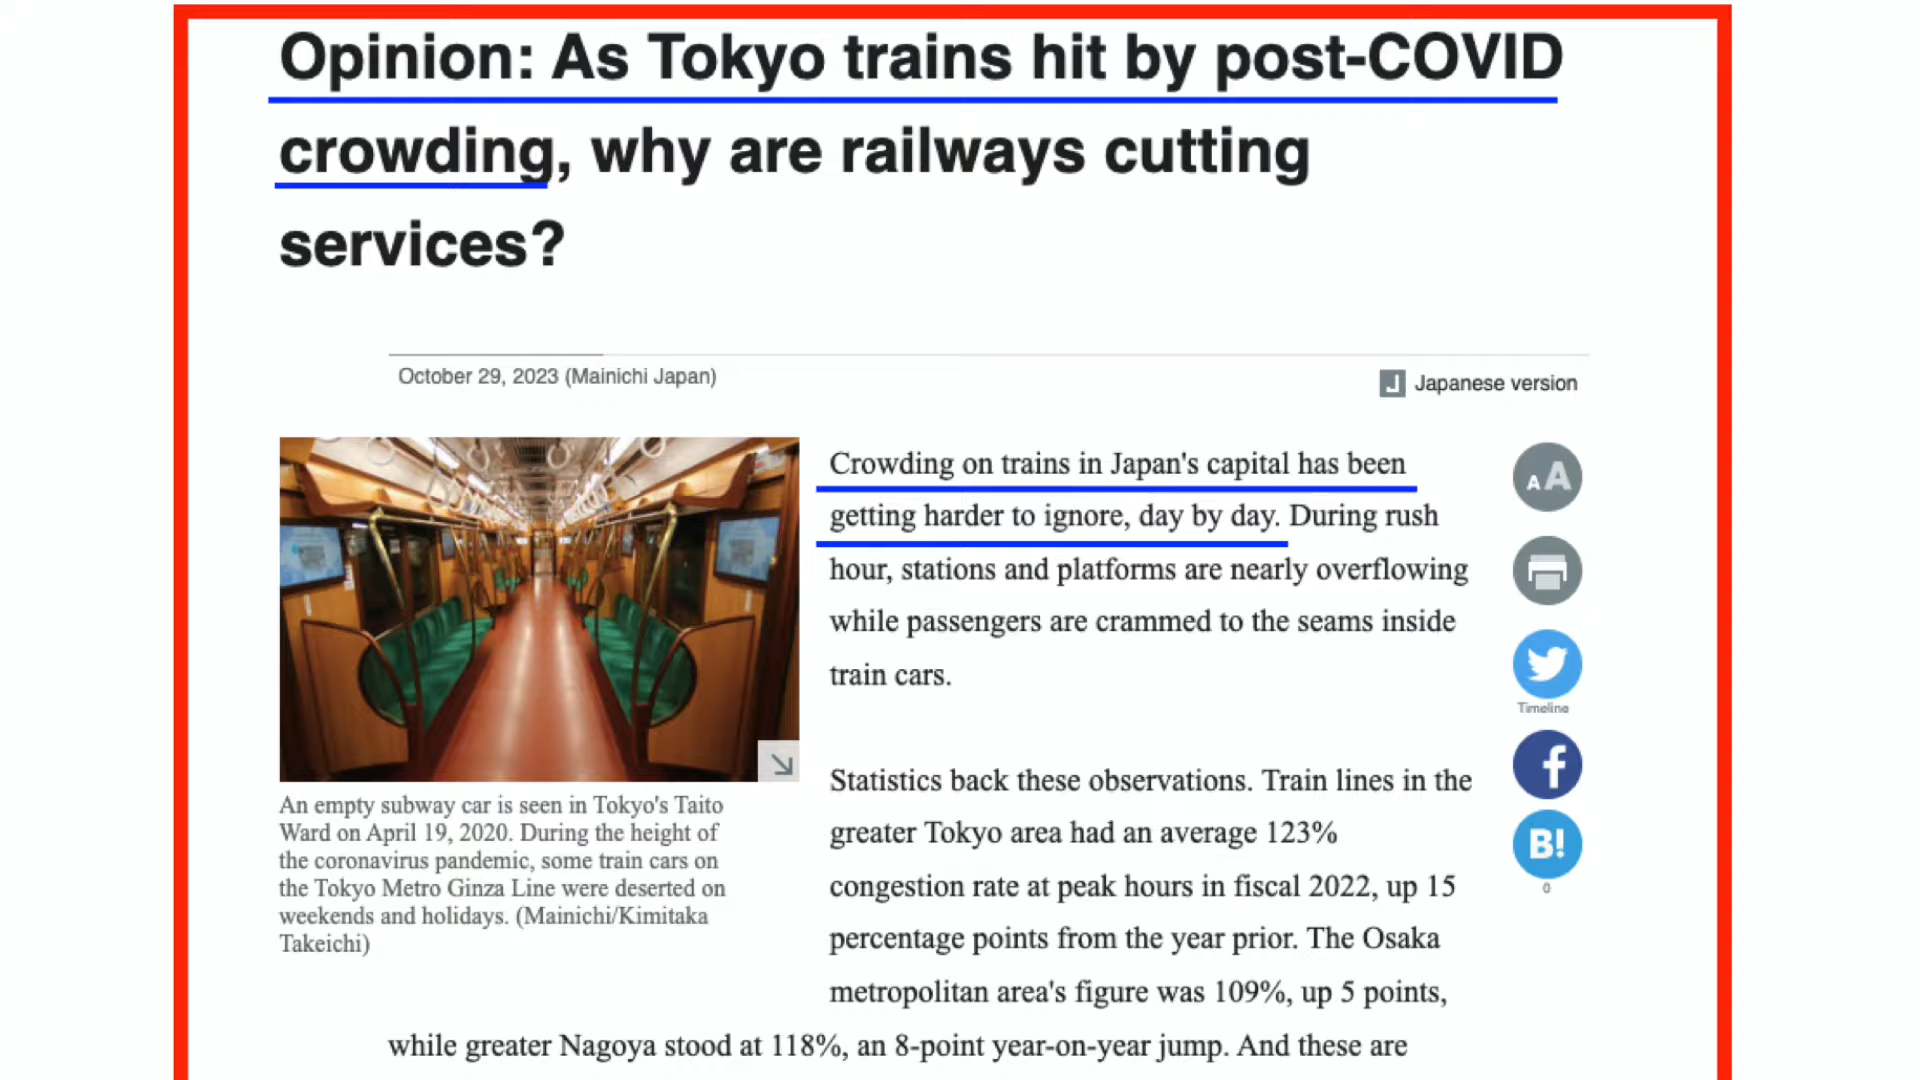 Opinion: As Tokyo trains hit by post-COVID
crowding, why are railways cutting
services?
October 29, 2023 (Mainichi Japan)
J Japanese version
Crowding on trains in Japan's capital has been
getting harder to ignore, day by day. During rush
hour, stations and platforms are nearly overflowing
while passengers are crammed to the seams inside
train cars.
An empty subway car is seen in Tokyo's Taito
Ward on April 19, 2020. During the height of
the coronavirus pandemic, some train cars on
the Tokyo Metro Ginza Line were deserted on
weekends and holidays. (Mainichi/Kimitaka
Takeichi)
Statistics back these observations. Train lines in the
greater Tokyo area had an average 123%
congestion rate at peak hours in fiscal 2022, up 15
percentage points from the year prior. The Osaka
metropolitan area's figure was 109%, up 5 points,
while greater Nagoya stood at 118%, an 8-point year-on-year jump. And these are
AA
Timeline
f
B!
0